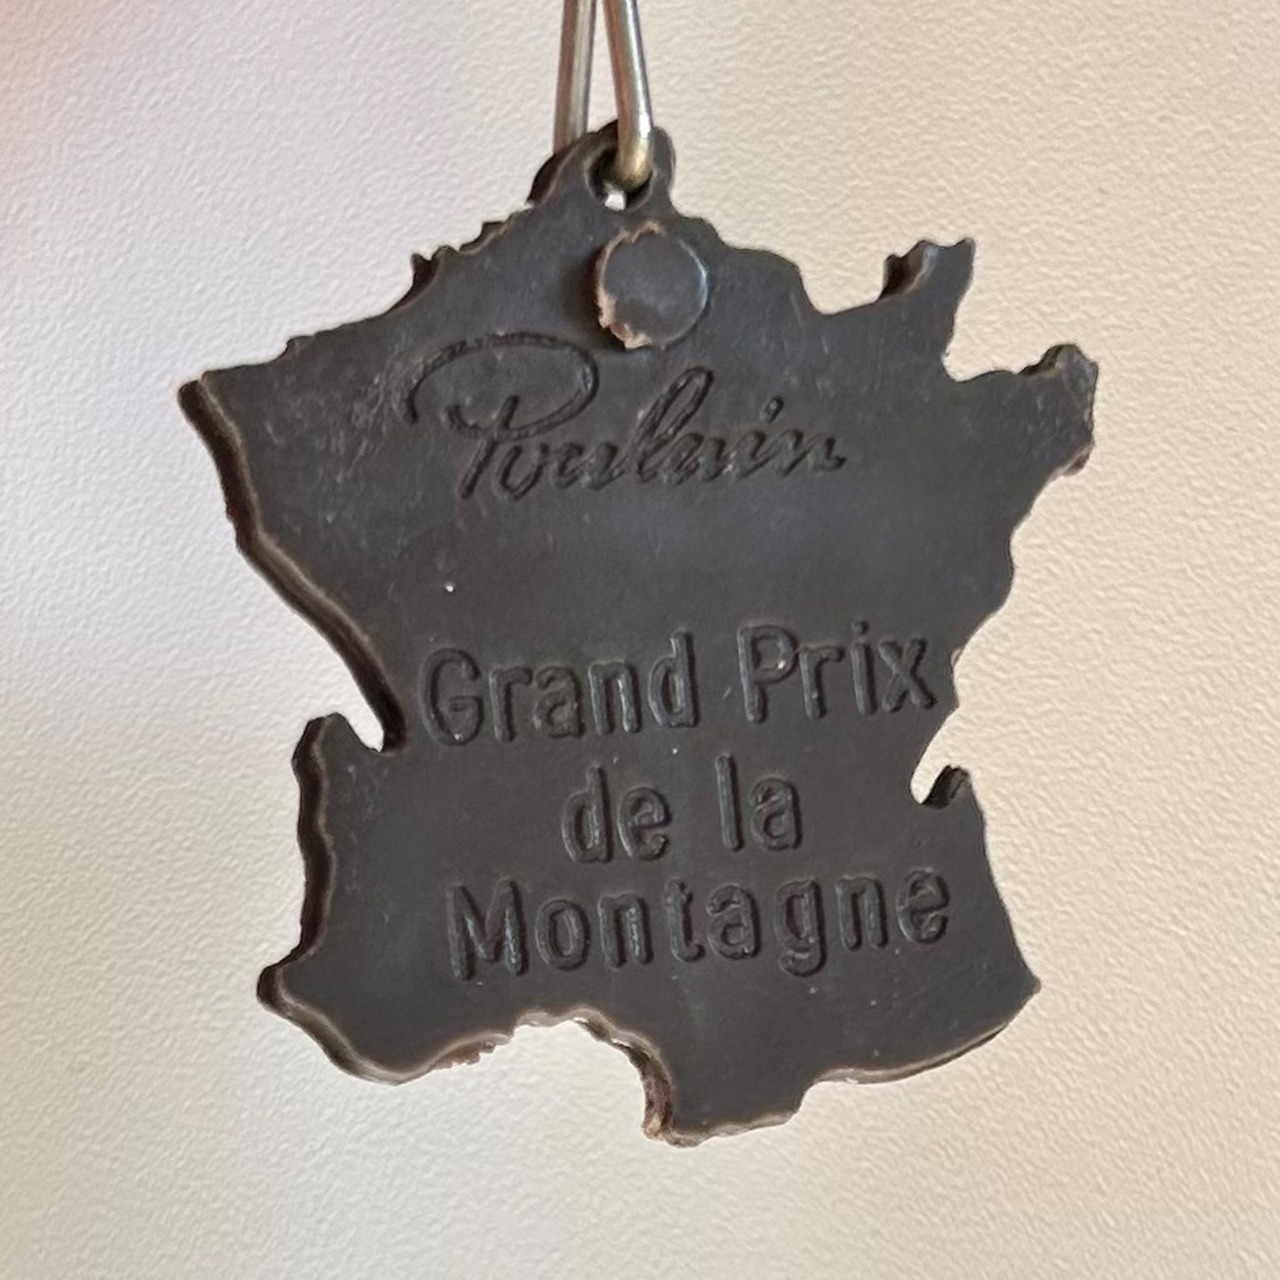 Poulain
Grand Prix
de la
Montagne